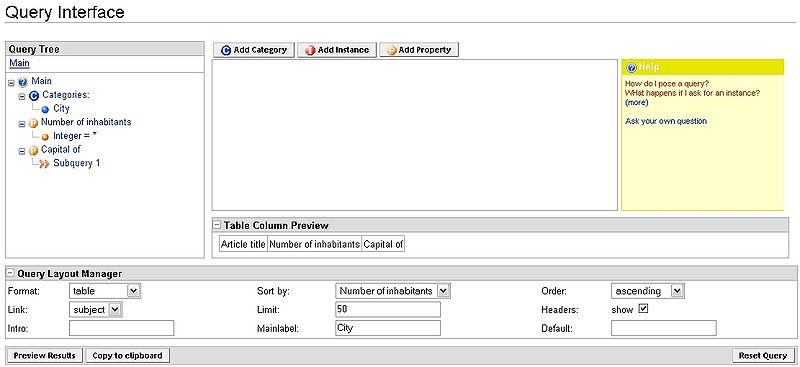 Query Interface
Query Tree
Main
Main
Categories:
City
Number of inhabitants
Integer = *
Capital of
Subquery 1
Add Category
Add Instance
Add Property
Help
How do I pose a query?
What happens if I ask for an instance?
(more)
Ask your own question
Table Column Preview
Article title Number of inhabitants Capital of
Query Layout Manager
Format: table Sort by: Number of inhabitants Order: ascending
Link: subject Limit: 50 Headers: show
Intro: Mainlabel: City Default:
Preview Results Copy to clipboard Reset Query